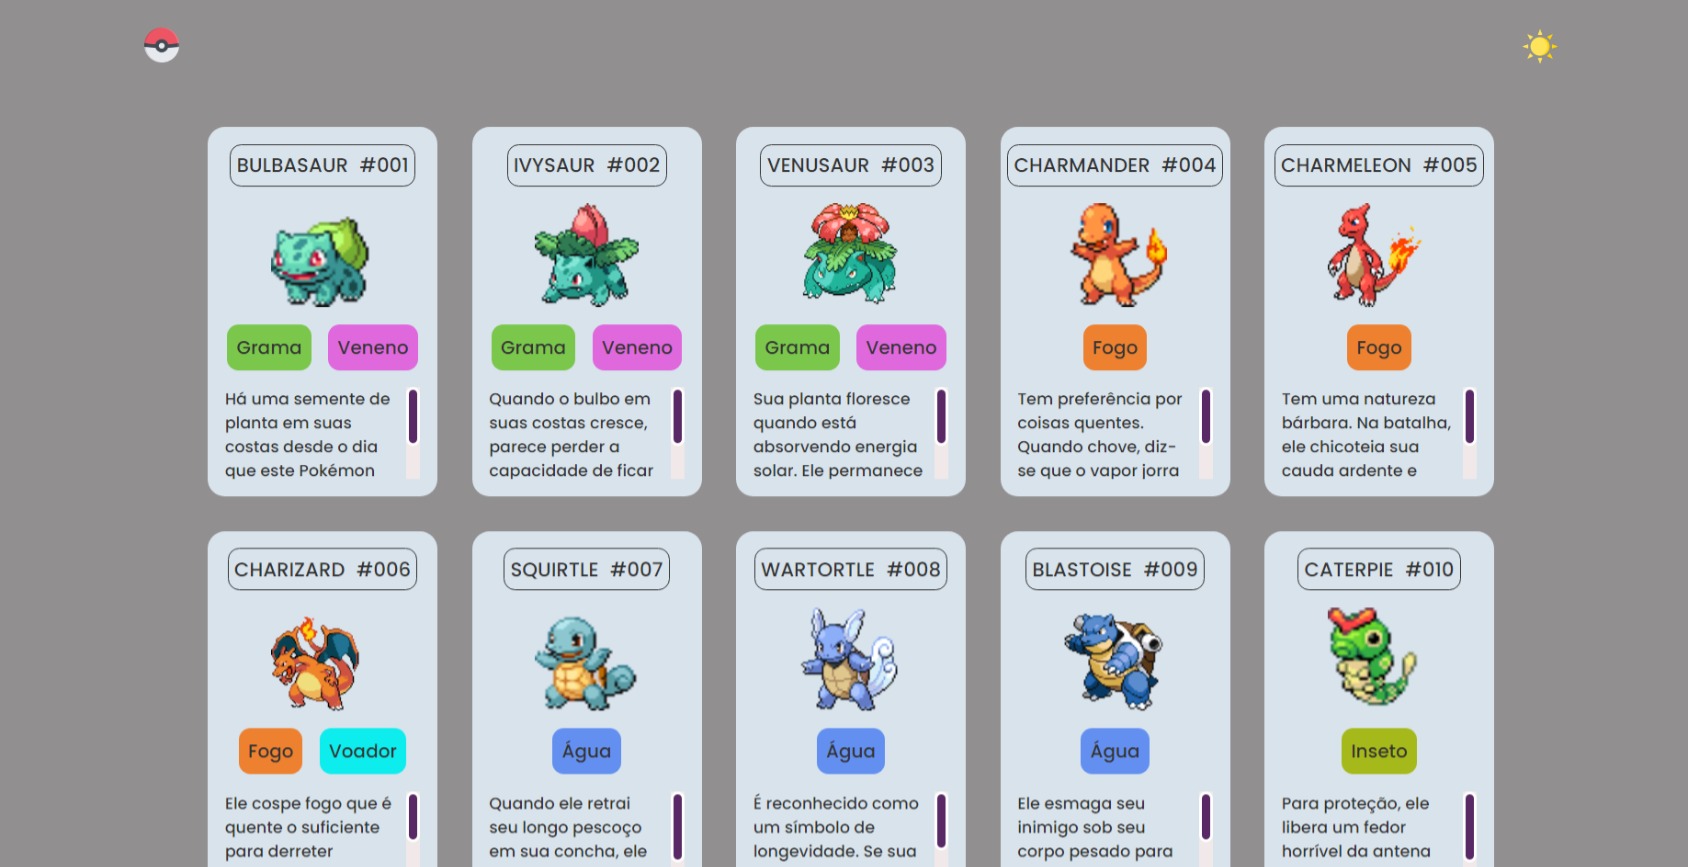 BULBASAUR #001
Grama Veneno
Há uma semente de
planta em suas
costas desde o dia
que este Pokémon
IVYSAUR #002
Grama Veneno
Quando o bulbo em
suas costas cresce,
parece perder a
capacidade de ficar
VENUSAUR #003
Grama Veneno
Sua planta floresce
quando está
absorvendo energia
solar. Ele permanece
CHARMANDER #004
Fogo
Tem preferência por
coisas quentes.
Quando chove, diz-
se que o vapor jorra
CHARMELEON #005
Fogo
Tem uma natureza
bárbara. Na batalha,
ele chicoteia sua
cauda ardente e
CHARIZARD #006
Fogo Voador
Ele cospe fogo que é
quente o suficiente
para derreter
SQUIRTLE #007
Água
Quando ele retrai
seu longo pescoço
em sua concha, ele
WARTORTLE #008
Água
É reconhecido como
um símbolo de
longevidade. Se sua
BLASTOISE #009
Água
Ele esmaga seu
inimigo sob seu
corpo pesado para
CATERPIE #010
Inseto
Para proteção, ele
libera um fedor
horrível da antena